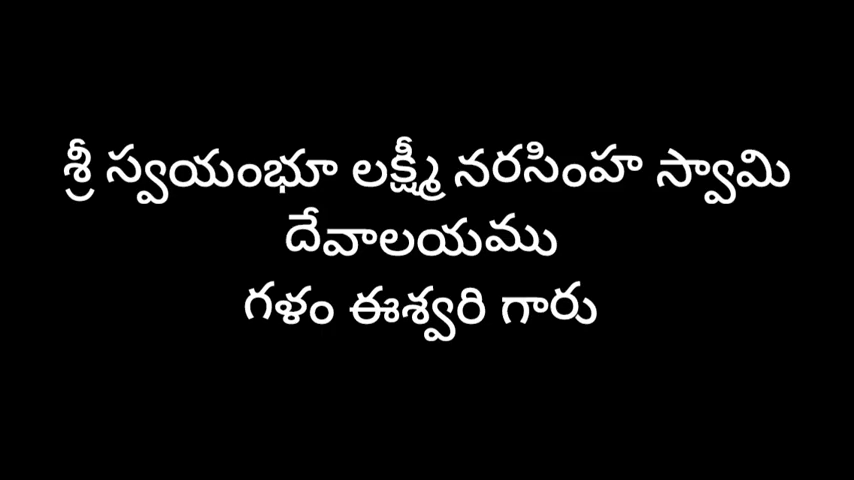 శ్రీ స్వయంభూ లక్ష్మీ నరసింహ స్వామి
దేవాలయము
గళం ఈశ్వరి గారు